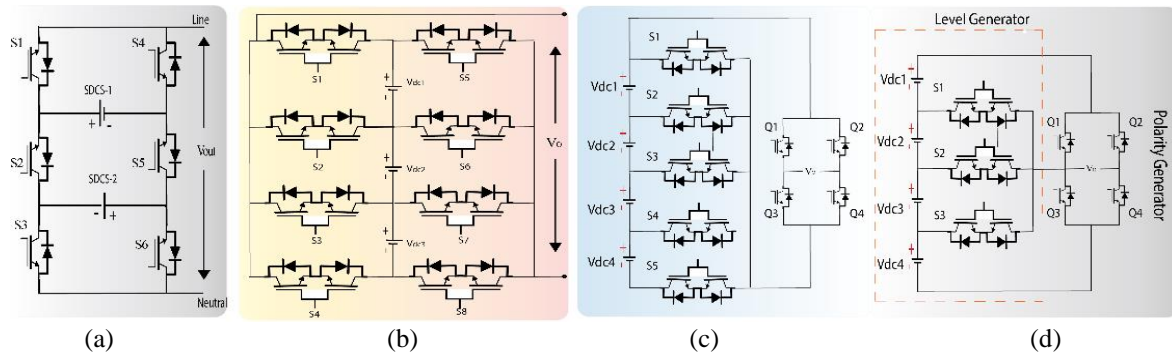 Line
S1
S4
SDCS-1
+ -
S2
S5
Vout
SDCS-2
- +
S3
S6
Neutral
(a)
S1
S5
Vdc1
S2
S6
Vdc2
Vo
S3
S7
Vdc3
S4
S8
(b)
S1
Vdc1
S2
Q1
Q2
Vdc2
S3
Vo
Vdc3
S4
Q3
Q4
Vdc4
S5
(c)
Level Generator
Vdc1
S1
Q1
Q2
Vdc2
S2
Vo
Vdc3
S3
Q3
Q4
Vdc4
Polarity Generator
(d)